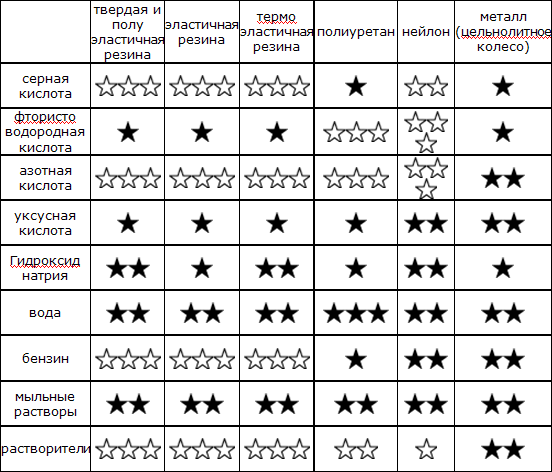 твердая и
полу
эластичная
резина
эластичная
резина
термо
эластичная
резина
полиуретан
нейлон
металл
(цельнолитное
колесо)
серная
кислота
☆☆☆
☆☆☆
☆☆☆
★
☆☆
★
фтористо
водородная
кислота
★
★
★
☆☆☆
☆☆
☆
★
азотная
кислота
☆☆☆
☆☆☆
☆☆☆
☆☆☆
☆☆
☆
★★
уксусная
кислота
★
★
★
★
★★
★★
Гидроксид
натрия
★★
★
★★
★
★★
★
вода
★★
★★
★★
★★★
★★
★★
бензин
☆☆☆
☆☆☆
☆☆☆
★
★★
★★
мыльные
растворы
★★
★★
★★
★★
★★
★★
растворители
☆☆☆
☆☆☆
☆☆☆
☆☆
☆
★★